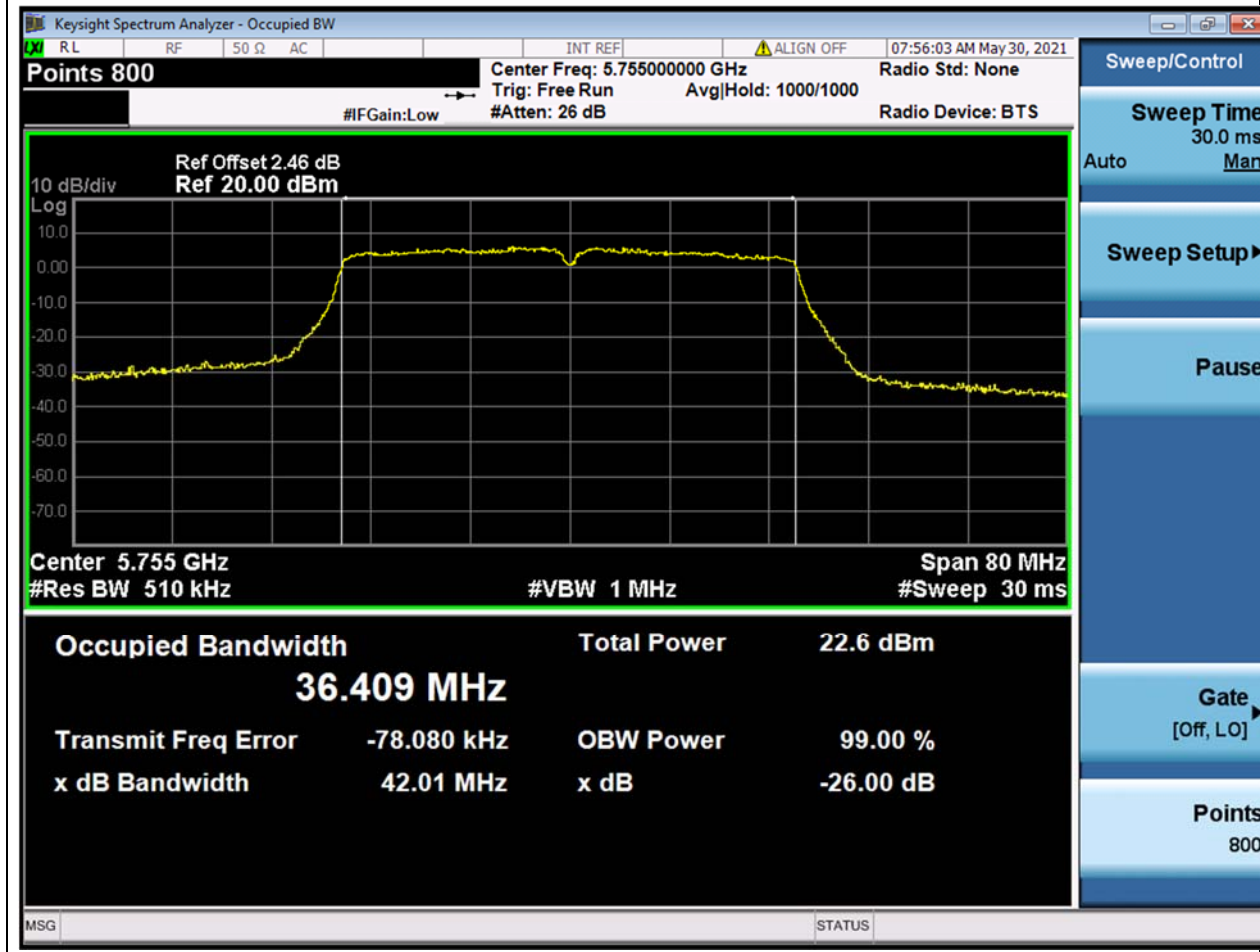 Keysight Spectrum Analyzer - Occupied BW
LXI RL RF 50 Ω AC INT REF ALIGN OFF 07:56:03 AM May 30, 2021
Points 800
Center Freq: 5.755000000 GHz Radio Std: None
Trig: Free Run Avg|Hold: 1000/1000
#IFGain:Low #Atten: 26 dB Radio Device: BTS
Ref Offset 2.46 dB
10 dB/div Ref 20.00 dBm
Log
10.0
0.00
-10.0
-20.0
-30.0
-40.0
-50.0
-60.0
-70.0
Center 5.755 GHz Span 80 MHz
#Res BW 510 kHz #VBW 1 MHz #Sweep 30 ms
Occupied Bandwidth Total Power 22.6 dBm
36.409 MHz
Transmit Freq Error -78.080 kHz OBW Power 99.00 %
x dB Bandwidth 42.01 MHz x dB -26.00 dB
MSG STATUS
Sweep/Control
Sweep Time
30.0 ms
Auto Man
Sweep Setup
Pause
Gate
[Off, LO]
Points
800